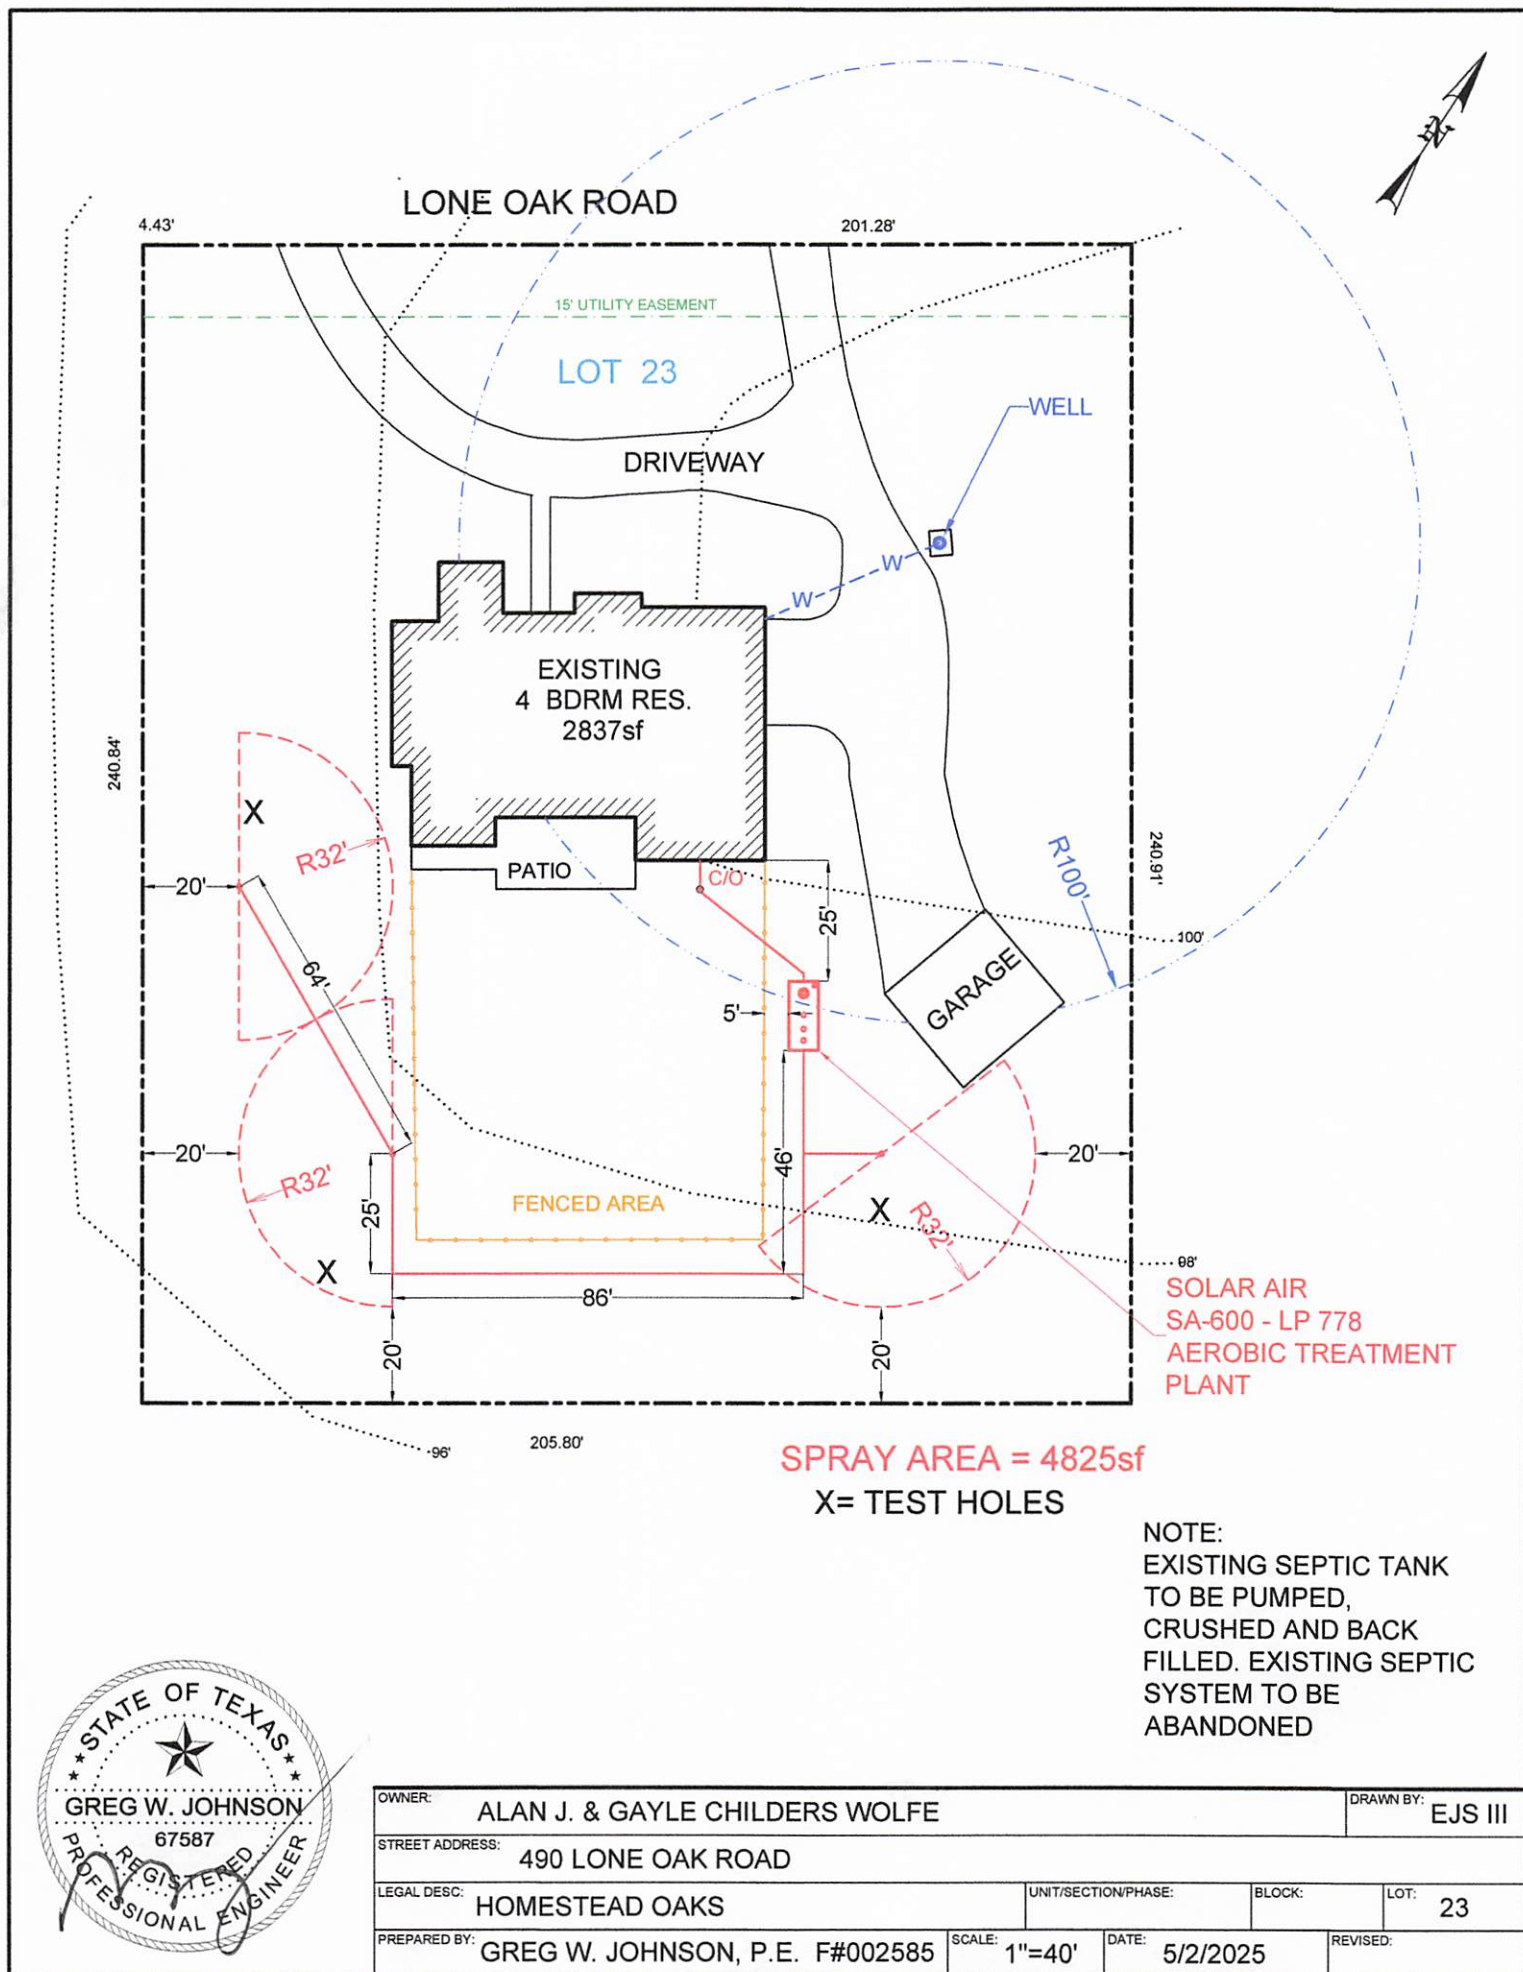 LONE OAK ROAD
4.43'
201.28'
15' UTILITY EASEMENT
LOT 23
WELL
DRIVEWAY
W
W
EXISTING
4 BDRM RES.
2837sf
240.84'
X
R32'
240.91'
R100'
PATIO
C/O
20'
25'
100'
64'
GARAGE
5'
20'
46'
20'
R32'
25'
FENCED AREA
X
R32'
X
98'
86'
SOLAR AIR
SA-600 - LP 778
AEROBIC TREATMENT
PLANT
20'
20'
96'
205.80'
SPRAY AREA = 4825sf
X= TEST HOLES
NOTE:
EXISTING SEPTIC TANK
TO BE PUMPED,
CRUSHED AND BACK
FILLED. EXISTING SEPTIC
SYSTEM TO BE
ABANDONED
STATE OF TEXAS
GREG W. JOHNSON
67587
REGISTERED
PROFESSIONAL ENGINEER
OWNER: ALAN J. & GAYLE CHILDERS WOLFE
DRAWN BY: EJS III
STREET ADDRESS: 490 LONE OAK ROAD
LEGAL DESC: HOMESTEAD OAKS
UNIT/SECTION/PHASE:
BLOCK:
LOT: 23
PREPARED BY: GREG W. JOHNSON, P.E. F#002585
SCALE: 1"=40'
DATE: 5/2/2025
REVISED: